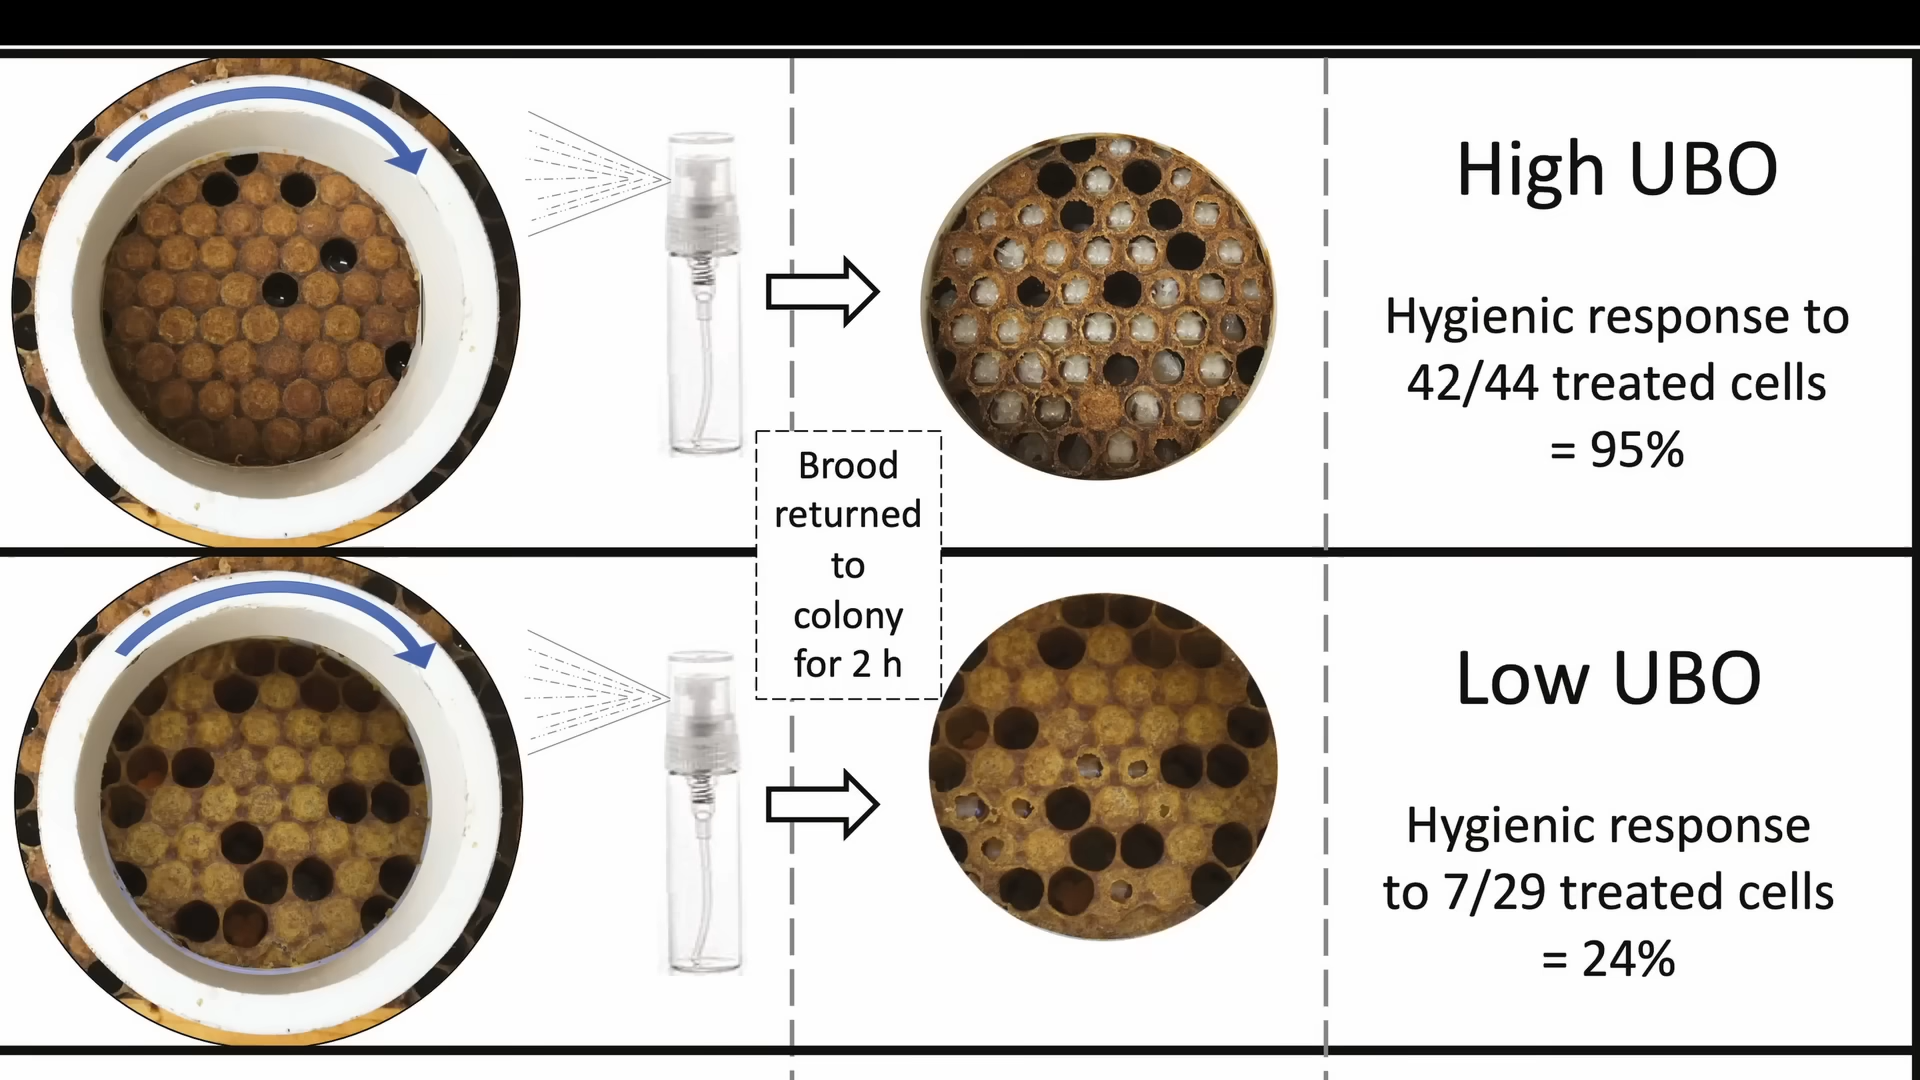 High UBO
Hygienic response to
42/44 treated cells
= 95%
Brood
returned
to
colony
for 2 h
Low UBO
Hygienic response
to 7/29 treated cells
= 24%